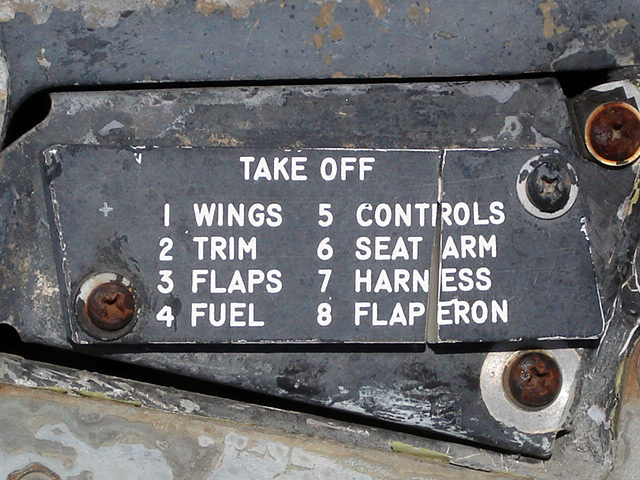 TAKE OFF
1 WINGS 5 CONTROLS
2 TRIM 6 SEAT ARM
3 FLAPS 7 HARNESS
4 FUEL 8 FLAPERON